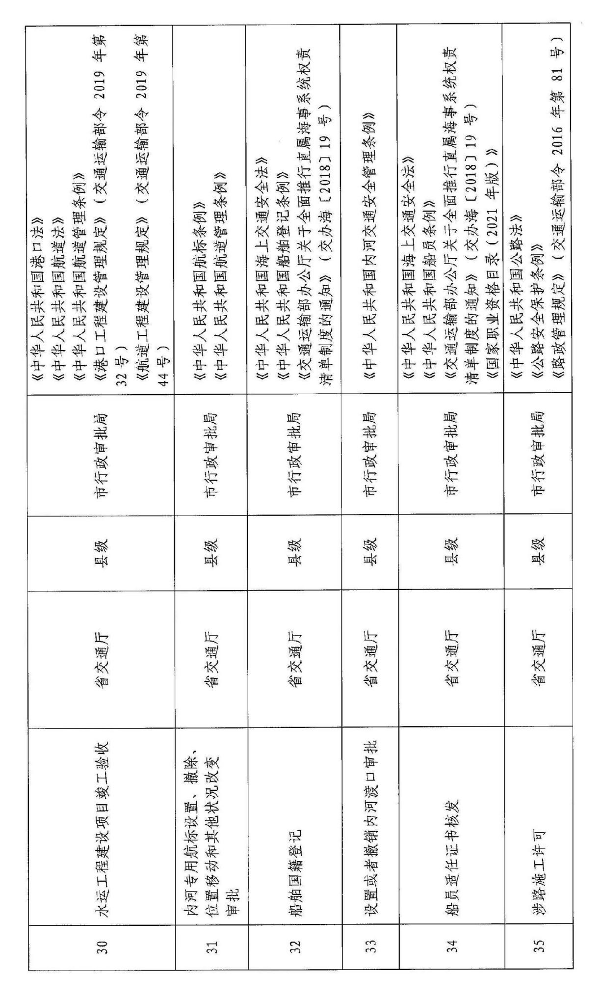 30
水运工程建设项目竣工验收
省交通厅
县级
市行政审批局
《中华人民共和国港口法》
《中华人民共和国航道法》
《中华人民共和国航道管理条例》
《港口工程建设管理规定》（交通运输部令 2019 年第
32 号）
《航道工程建设管理规定》（交通运输部令 2019 年第
44 号）
31
内河专用航标设置、撤除、
位置移动和其他状况改变
审批
省交通厅
县级
市行政审批局
《中华人民共和国航标条例》
《中华人民共和国航道管理条例》
32
船舶国籍登记
省交通厅
县级
市行政审批局
《中华人民共和国海上交通安全法》
《中华人民共和国船舶登记条例》
《交通运输部办公厅关于全面推行直属海事系统权责
清单制度的通知》（交办海〔2018〕19 号）
33
设置或者撤销内河渡口审批
省交通厅
县级
市行政审批局
《中华人民共和国内河交通安全管理条例》
34
船员适任证书核发
省交通厅
县级
市行政审批局
《中华人民共和国海上交通安全法》
《中华人民共和国船员条例》
《交通运输部办公厅关于全面推行直属海事系统权责
清单制度的通知》（交办海〔2018〕19 号）
《国家职业资格目录（2021 年版）》
35
涉路施工许可
省交通厅
县级
市行政审批局
《中华人民共和国公路法》
《公路安全保护条例》
《路政管理规定》（交通运输部令 2016 年第 81 号）